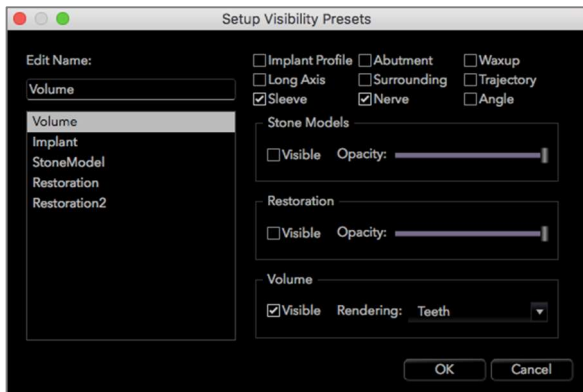 Setup Visibility Presets
Edit Name:
Volume
Volume
Implant
StoneModel
Restoration
Restoration2
Implant Profile Abutment Waxup
Long Axis Surrounding Trajectory
Sleeve Nerve Angle
Stone Models
Visible Opacity:
Restoration
Visible Opacity:
Volume
Visible Rendering: Teeth
OK Cancel